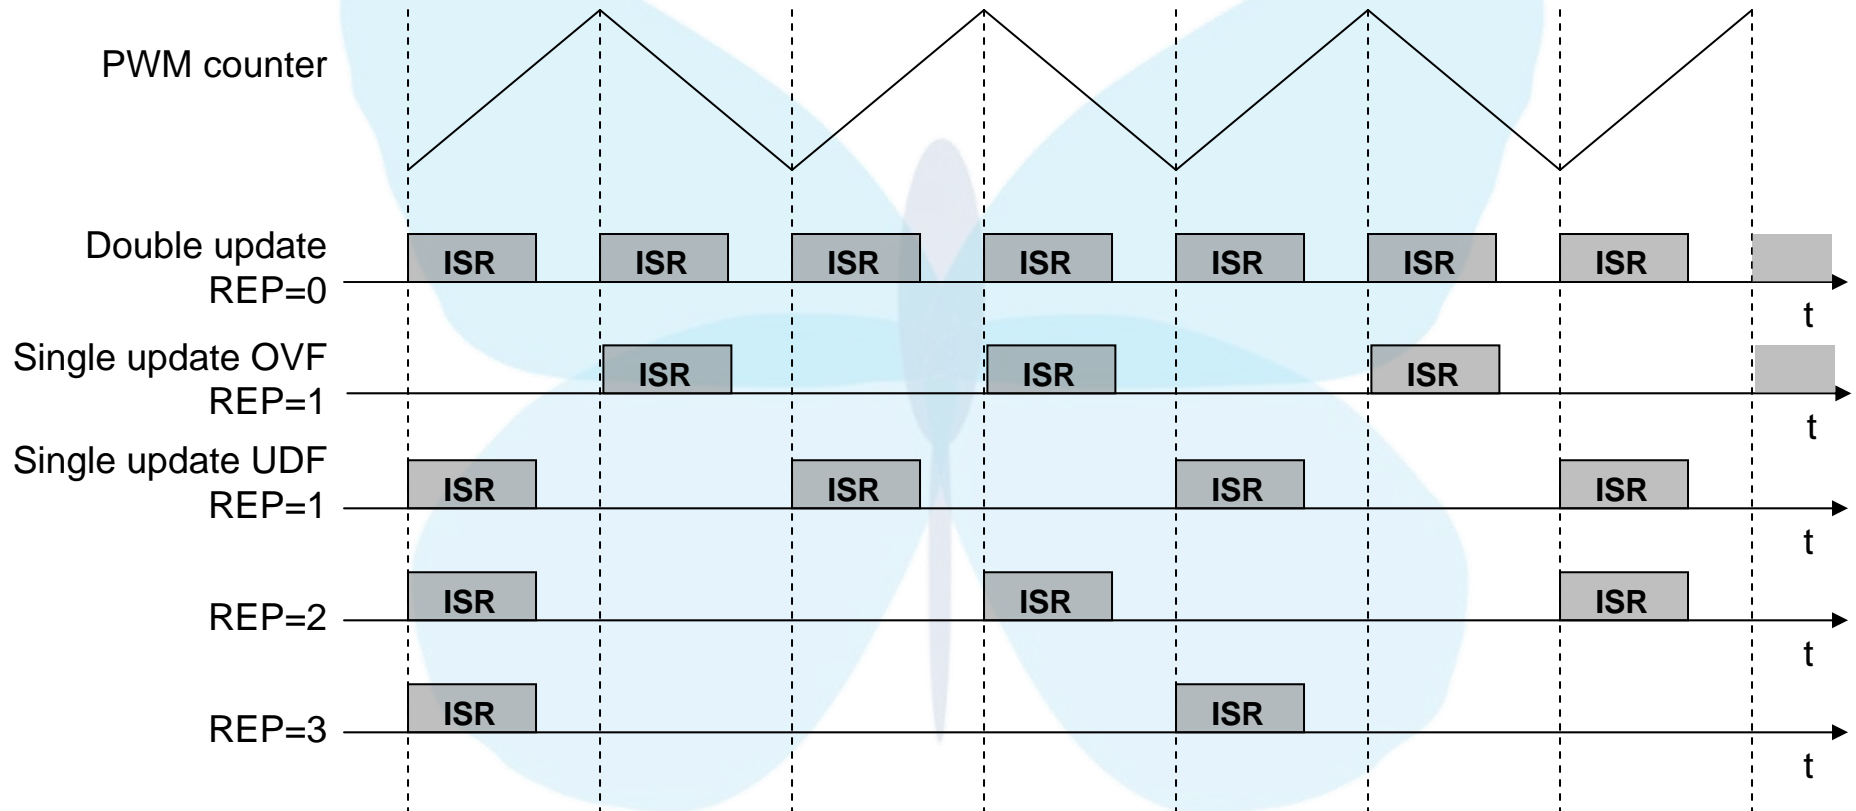 PWM counter
Double update
REP=0
ISR ISR ISR ISR ISR ISR ISR
t
Single update OVF
REP=1
ISR ISR ISR
t
Single update UDF
REP=1
ISR ISR ISR ISR
t
REP=2
ISR ISR ISR
t
REP=3
ISR ISR
t